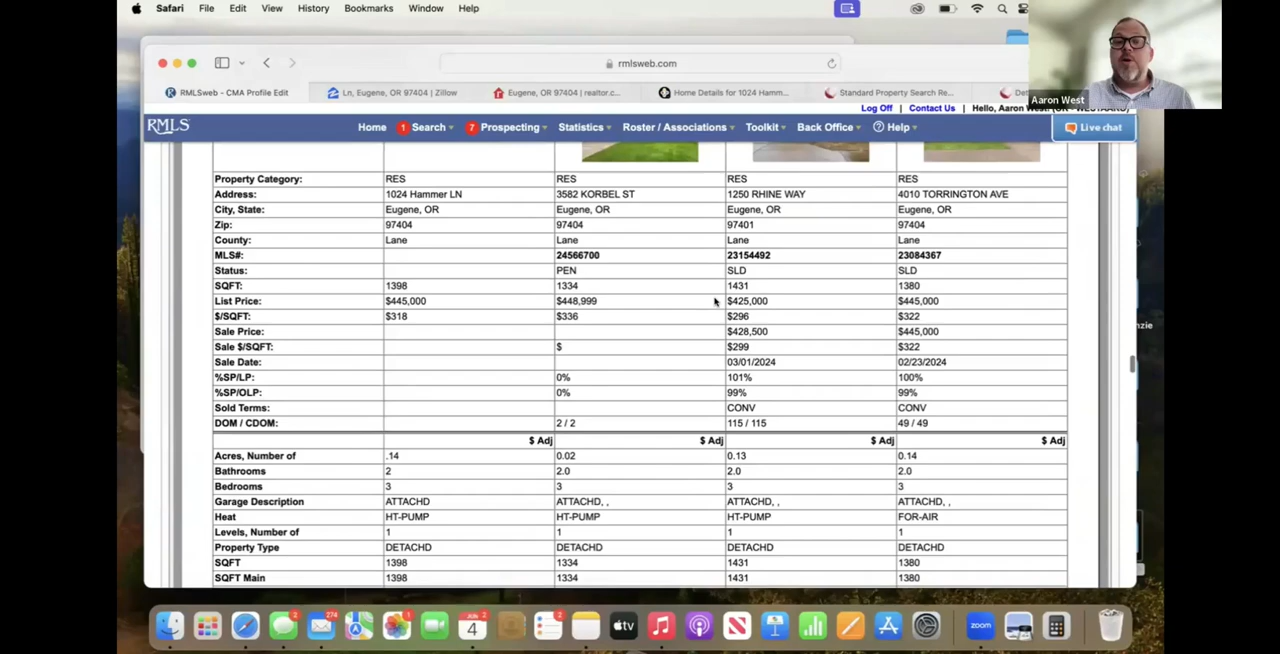 Safari File Edit View History Bookmarks Window Help
rmlsweb.com
RMLSweb - CMA Profile Edit Ln, Eugene, OR 97404 | Zillow Eugene, OR 97404 | realtor.c... Home Details for 1024 Hamm... Standard Property Search Re... Det
Aaron West
Log Off | Contact Us | Hello, Aaron West!
RMLS Home 1 Search 7 Prospecting Statistics Roster / Associations Toolkit Back Office Help Live chat
Property Category: RES RES RES RES
Address: 1024 Hammer LN 3582 KORBEL ST 1250 RHINE WAY 4010 TORRINGTON AVE
City, State: Eugene, OR Eugene, OR Eugene, OR Eugene, OR
Zip: 97404 97404 97401 97404
County: Lane Lane Lane Lane
MLS#: 24566700 23154492 23084367
Status: PEN SLD SLD
SQFT: 1398 1334 1431 1380
List Price: $445,000 $448,999 $425,000 $445,000
$/SQFT: $318 $336 $296 $322
Sale Price: $428,500 $445,000
Sale $/SQFT: $ $299 $322
Sale Date: 03/01/2024 02/23/2024
%SP/LP: 0% 101% 100%
%SP/OLP: 0% 99% 99%
Sold Terms: CONV CONV
DOM / CDOM: 2 / 2 115 / 115 49 / 49
$ Adj $ Adj $ Adj $ Adj
Acres, Number of .14 0.02 0.13 0.14
Bathrooms 2 2.0 2.0 2.0
Bedrooms 3 3 3 3
Garage Description ATTACHD ATTACHD, , ATTACHD, , ATTACHD, ,
Heat HT-PUMP HT-PUMP HT-PUMP FOR-AIR
Levels, Number of 1 1 1 1
Property Type DETACHD DETACHD DETACHD DETACHD
SQFT 1398 1334 1431 1380
SQFT Main 1398 1334 1431 1380
nzie
2 274 1 JUN 2 4 2 tv zoom